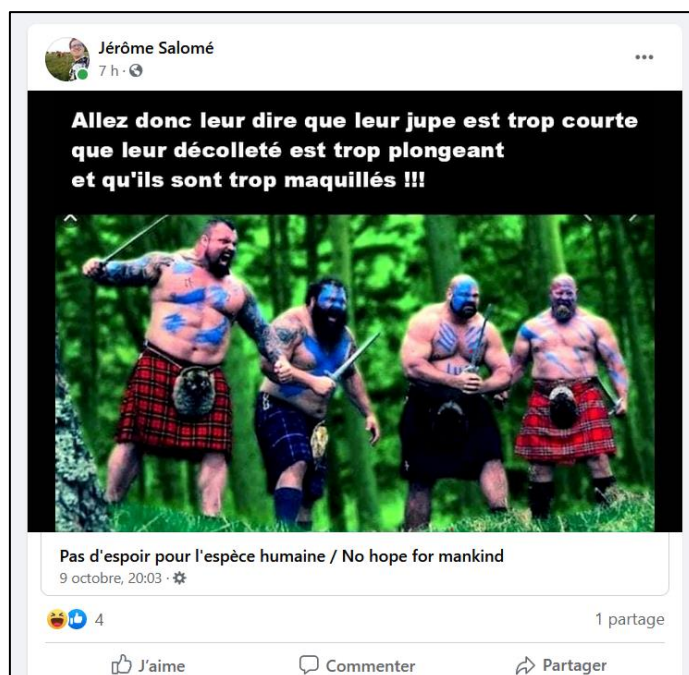 Jérôme Salomé
7 h ·
Allez donc leur dire que leur jupe est trop courte
que leur décolleté est trop plongeant
et qu'ils sont trop maquillés !!!
Pas d'espoir pour l'espèce humaine / No hope for mankind
9 octobre, 20:03 ·
4
1 partage
J'aime
Commenter
Partager